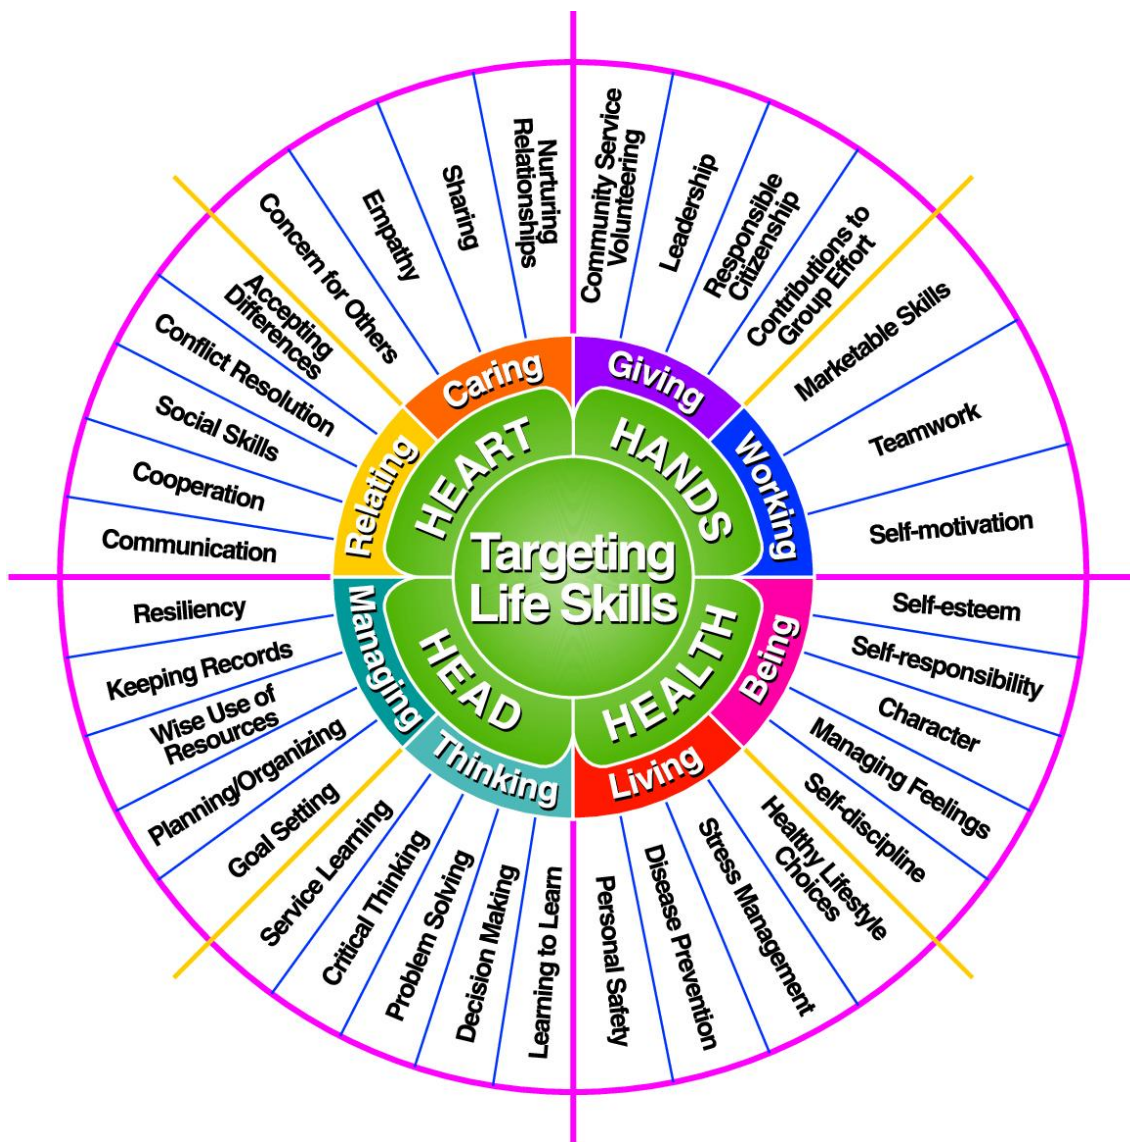 Targeting
Life Skills
HEART
HANDS
HEALTH
HEAD
Caring
Giving
Working
Being
Living
Thinking
Managing
Relating
Community Service
Volunteering
Leadership
Responsible
Citizenship
Contributions to
Group Effort
Marketable Skills
Teamwork
Self-motivation
Self-esteem
Self-responsibility
Character
Managing Feelings
Self-discipline
Healthy Lifestyle
Choices
Stress Management
Disease Prevention
Personal Safety
Learning to Learn
Decision Making
Problem Solving
Critical Thinking
Service Learning
Goal Setting
Planning/Organizing
Wise Use of
Resources
Keeping Records
Resiliency
Communication
Cooperation
Social Skills
Conflict Resolution
Accepting
Differences
Concern for Others
Empathy
Sharing
Nurturing
Relationships